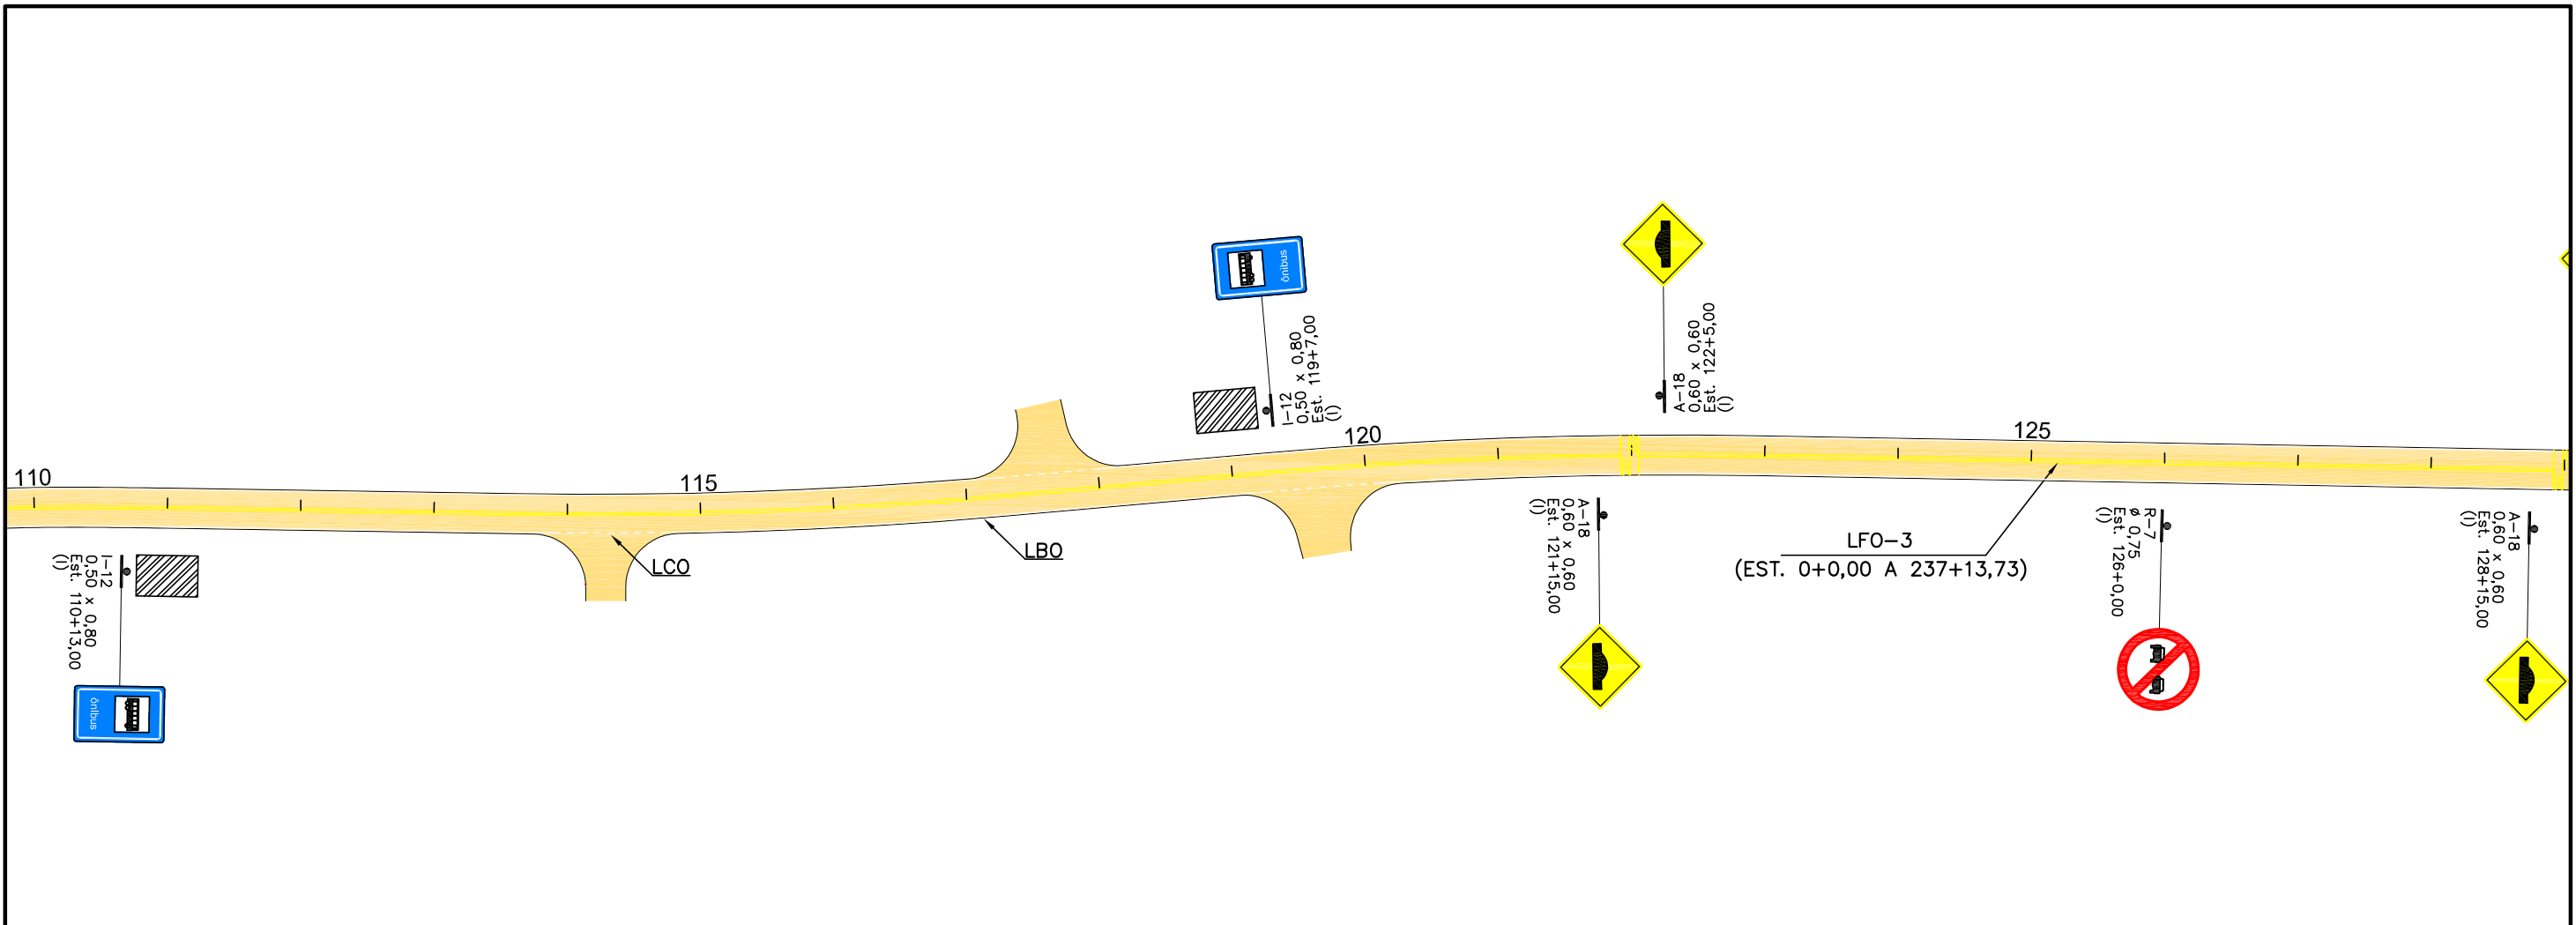 ônibus
I-12
0,50 x 0,80
Est. 119+7,00
(I)
A-18
0,60 x 0,60
Est. 122+5,00
(I)
110
115
120
125
LCO
LBO
LFO-3
(EST. 0+0,00 A 237+13,73)
I-12
0,50 x 0,80
Est. 110+13,00
(I)
ônibus
A-18
0,60 x 0,60
Est. 121+15,00
(I)
R-7
ø 0,75
Est. 126+0,00
(I)
A-18
0,60 x 0,60
Est. 128+15,00
(I)